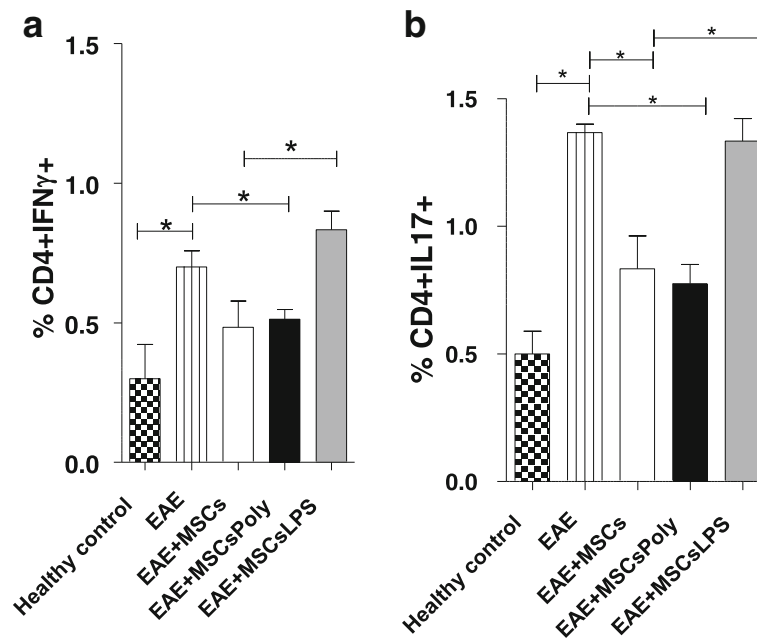 a
% CD4+IFNγ+
1.5
1.0
0.5
0.0
*
*
*
Healthy control
EAE
EAE+MSCs
EAE+MSCsPoly
EAE+MSCsLPS
b
% CD4+IL17+
1.5
1.0
0.5
0.0
*
*
*
*
Healthy control
EAE
EAE+MSCs
EAE+MSCsPoly
EAE+MSCsLPS